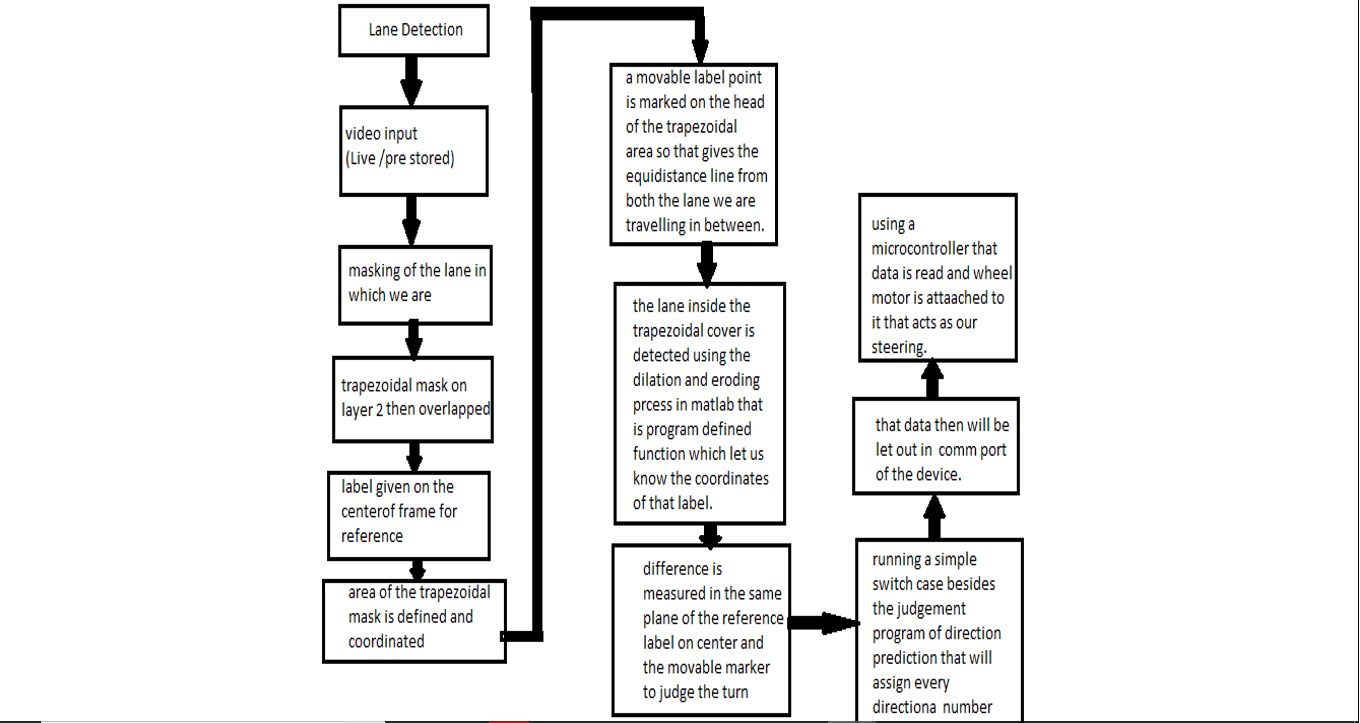 Lane Detection
video input
(Live /pre stored)
masking of the lane in
which we are
trapezoidal mask on
layer 2 then overlapped
label given on the
centerof frame for
reference
area of the trapezoidal
mask is defined and
coordinated
a movable label point
is marked on the head
of the trapezoidal
area so that gives the
equidistance line from
both the lane we are
travelling in between.
the lane inside the
trapezoidal cover is
detected using the
dilation and eroding
prcess in matlab that
is program defined
function which let us
know the coordinates
of that label.
difference is
measured in the same
plane of the reference
label on center and
the movable marker
to judge the turn
running a simple
switch case besides
the judgement
program of direction
prediction that will
assign every
directiona number
that data then will be
let out in comm port
of the device.
using a
microcontroller that
data is read and wheel
motor is attaached to
it that acts as our
steering.